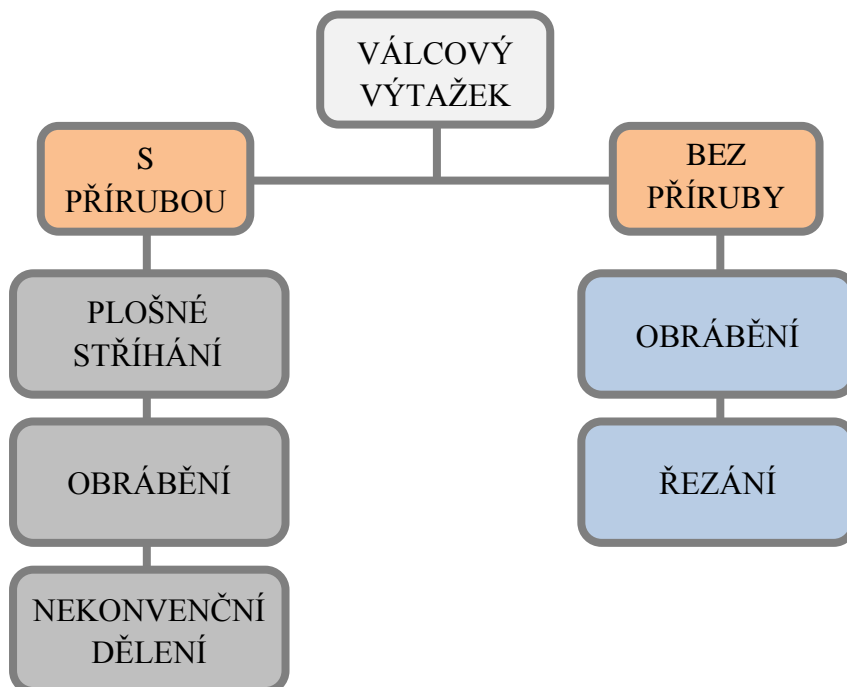 VÁLCOVÝ
VÝTAŽEK
S
PŘÍRUBOU
BEZ
PŘÍRUBY
PLOŠNÉ
STŘÍHÁNÍ
OBRÁBĚNÍ
OBRÁBĚNÍ
ŘEZÁNÍ
NEKONVENČNÍ
DĚLENÍ